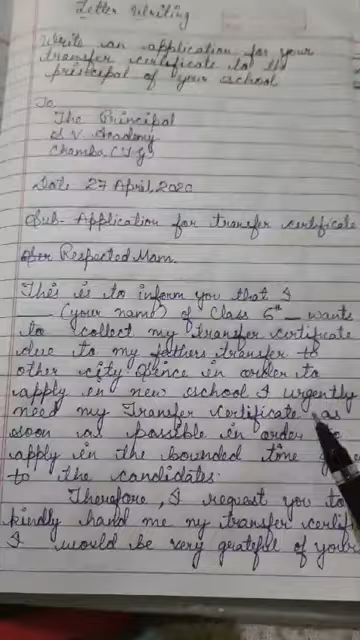 Letter Writing
Write an application for your
transfer certificate to the
principal of your school
To,
The Principal
S.V. Academy
Chamba, (T.G)
Date 27 April, 2020
Sub- Application for transfer certificate
Respected Mam.
This is to inform you that I
___ (your name) of Class 6th_ wants
to collect my transfer certificate
due to my fathers transfer to
other city. Since in order to
apply in new school I urgently
need my Transfer certificate as
soon as possible in order to
apply in the bounded time
to the candidates.
Therefore, I request you to
kindly hand me my transfer certifi
I would be very grateful of your